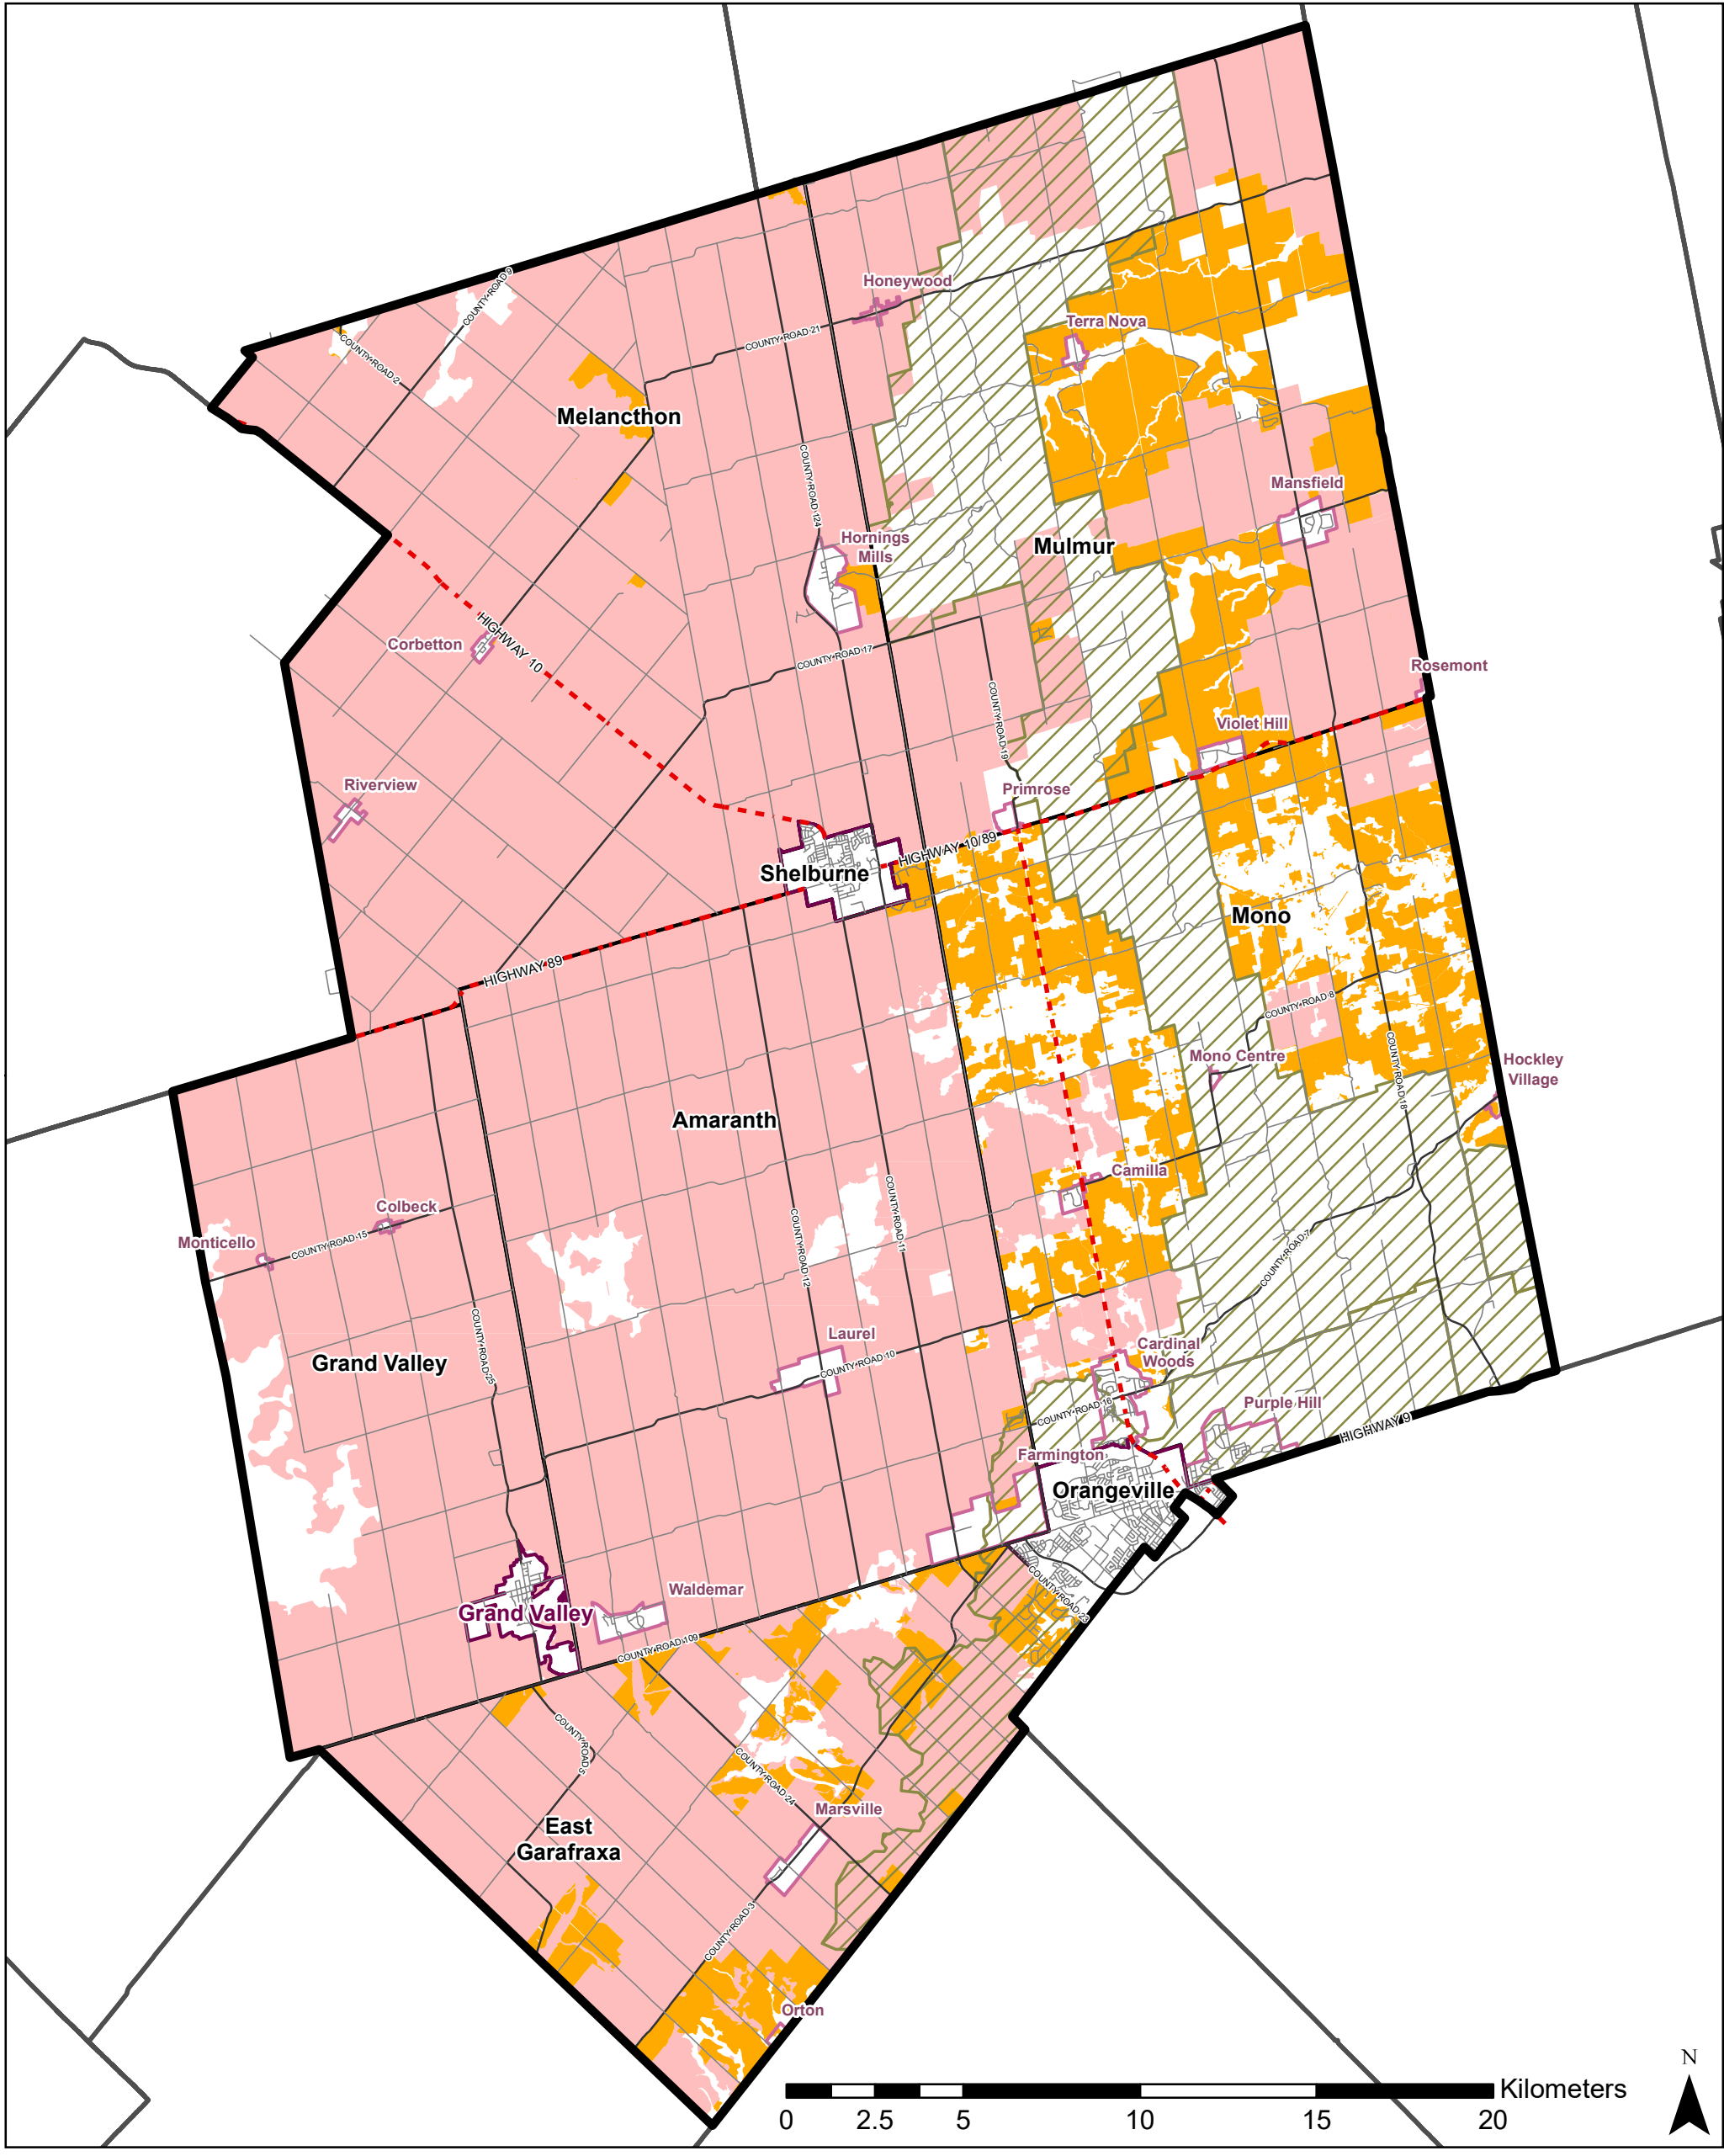 COUNTY ROAD 9
Honeywood
Terra Nova
COUNTY ROAD 21
COUNTY ROAD 2
Melancthon
COUNTY ROAD 124
Mansfield
Hornings
Mills
Mulmur
HIGHWAY 10
Corbetton
COUNTY ROAD 17
Rosemont
COUNTY ROAD 19
Violet Hill
Riverview
Primrose
HIGHWAY 10/89
Shelburne
Mono
HIGHWAY 89
COUNTY ROAD 8
Mono Centre
COUNTY ROAD 18
Hockley
Village
Amaranth
Camilla
Colbeck
COUNTY ROAD 11
COUNTY ROAD 12
Monticello
COUNTY ROAD 15
COUNTY ROAD 7
COUNTY ROAD 25
Laurel
Cardinal
Woods
Grand Valley
COUNTY ROAD 10
COUNTY ROAD 16
Purple Hill
HIGHWAY 9
Farmington
Orangeville
Waldemar
COUNTY ROAD 23
Grand Valley
COUNTY ROAD 109
COUNTY ROAD 5
COUNTY ROAD 24
Marsville
East
Garafraxa
COUNTY ROAD 3
Orton
N
Kilometers
0 2.5 5 10 15 20